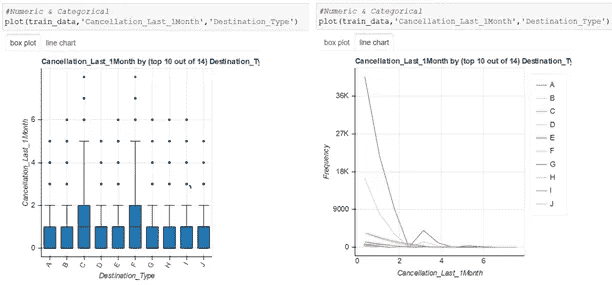 #Numeric & Categorical
plot(train_data,'Cancellation_Last_1Month','Destination_Type')
box plot line chart
Cancellation_Last_1Month by (top 10 out of 14) Destination_Ty
Cancellation_Last_1Month
6
4
2
0
A B C D E F G H I J
Destination_Type
#Numeric & Categorical
plot(train_data,'Cancellation_Last_1Month','Destination_Type')
box plot line chart
Cancellation_Last_1Month by (top 10 out of 14) Destination_Ty
Frequency
36K
27K
18K
9000
0
0 2 4 6
Cancellation_Last_1Month
A
B
C
D
E
F
G
H
I
J